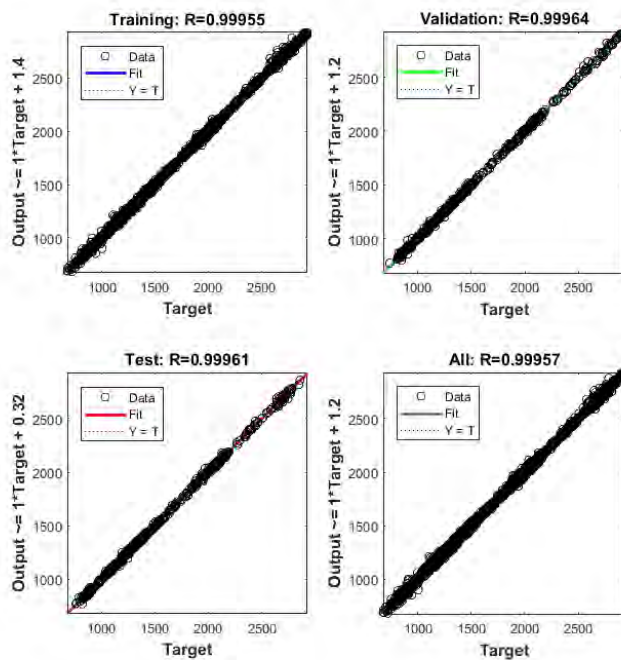 Training: R=0.99955
Output ~= 1*Target + 1.4
Data
Fit
Y = T
2500
2000
1500
1000
1000 1500 2000 2500
Target
Validation: R=0.99964
Output ~= 1*Target + 1.2
Data
Fit
Y = T
2500
2000
1500
1000
1000 1500 2000 2500
Target
Test: R=0.99961
Output ~= 1*Target + 0.32
Data
Fit
Y = T
2500
2000
1500
1000
1000 1500 2000 2500
Target
All: R=0.99957
Output ~= 1*Target + 1.2
Data
Fit
Y = T
2500
2000
1500
1000
1000 1500 2000 2500
Target